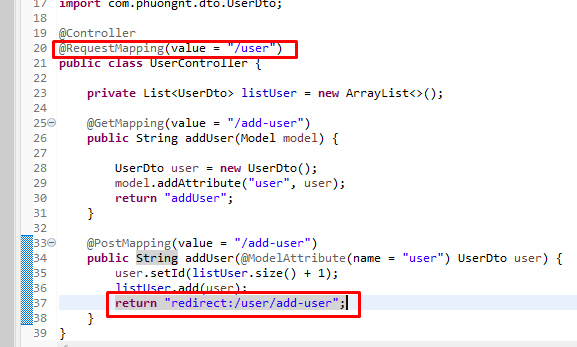 17 import com.phuongnt.dto.UserDto;
18
19 @Controller
20 @RequestMapping(value = "/user")
21 public class UserController {
22
23     private List<UserDto> listUser = new ArrayList<>();
24
25     @GetMapping(value = "/add-user")
26     public String addUser(Model model) {
27
28         UserDto user = new UserDto();
29         model.addAttribute("user", user);
30         return "addUser";
31     }
32
33     @PostMapping(value = "/add-user")
34     public String addUser(@ModelAttribute(name = "user") UserDto user) {
35         user.setId(listUser.size() + 1);
36         listUser.add(user);
37         return "redirect:/user/add-user";
38     }
39 }